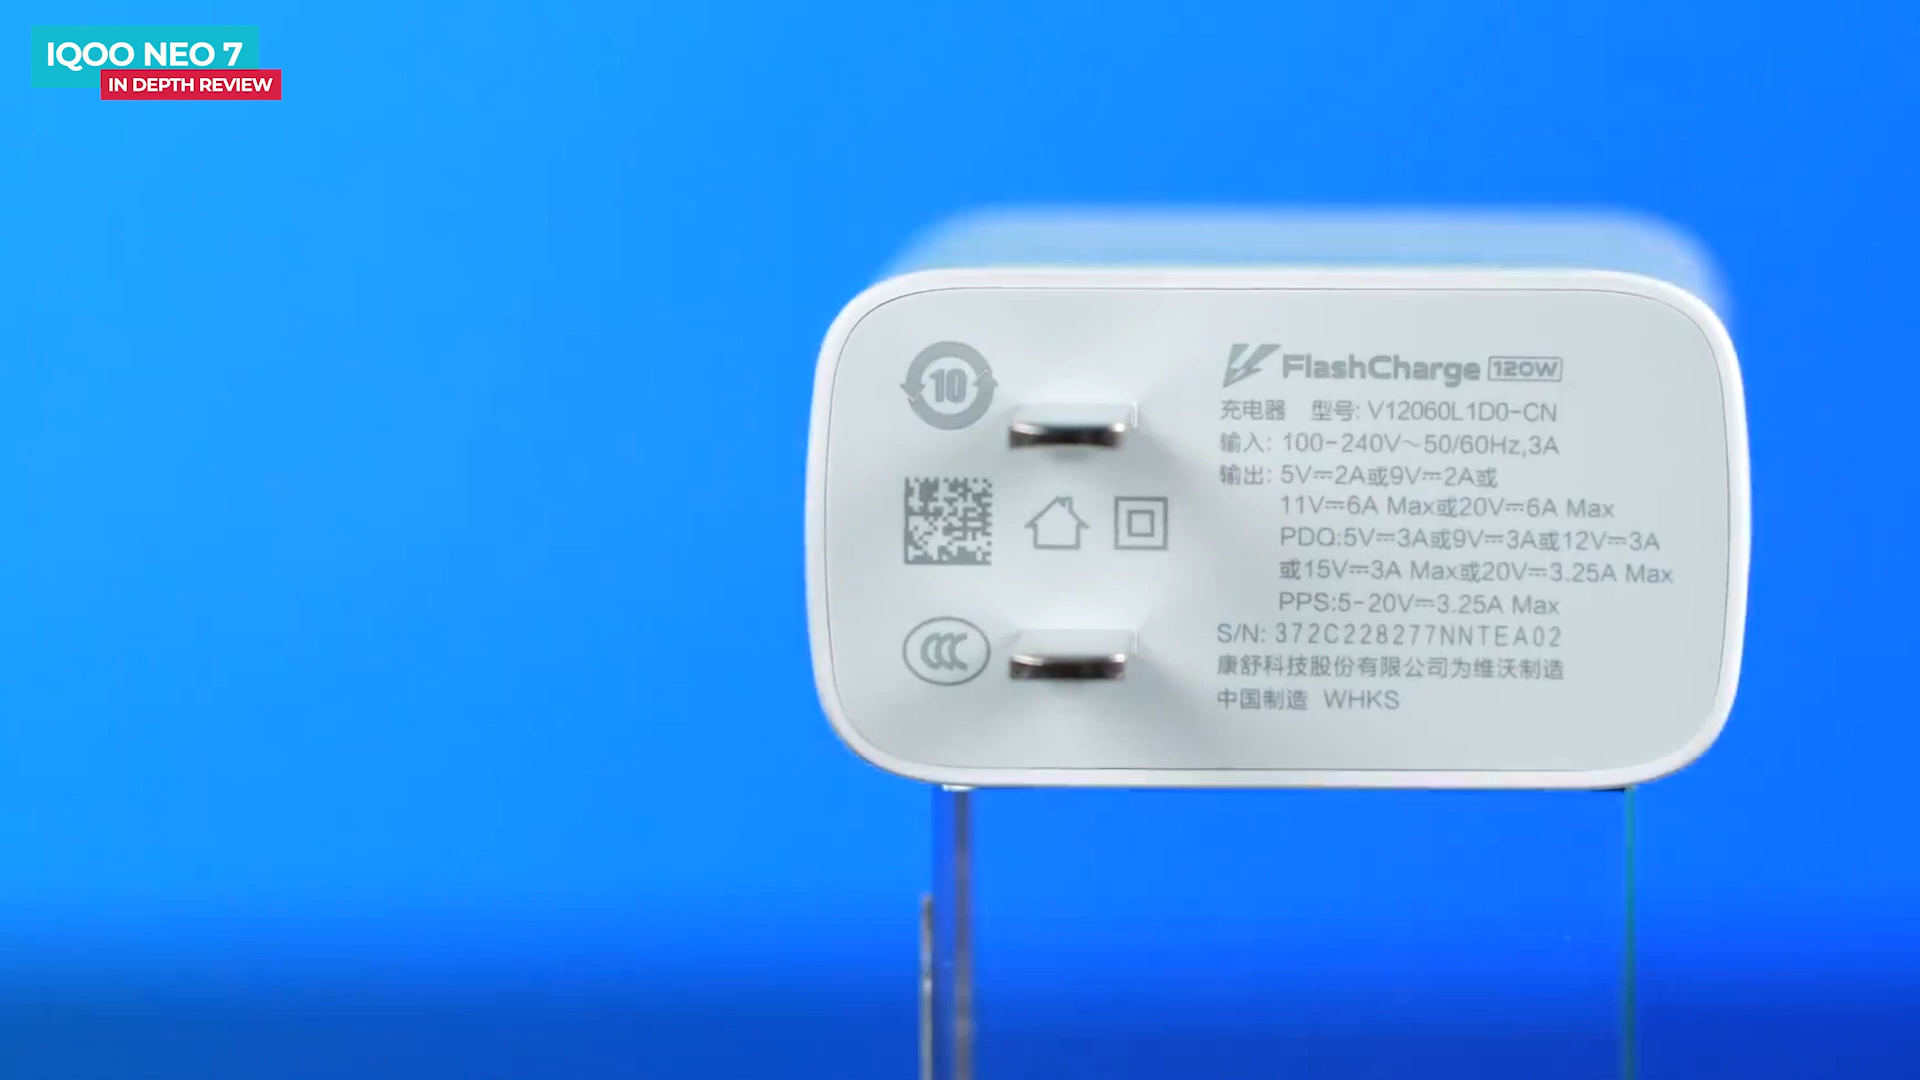 IQOO NEO 7
IN DEPTH REVIEW
10
FlashCharge 120W
充电器 型号: V12060L1D0-CN
输入: 100-240V~50/60Hz,3A
输出: 5V⎓2A或9V⎓2A或
11V⎓6A Max或20V⎓6A Max
PDO:5V⎓3A或9V⎓3A或12V⎓3A
或15V⎓3A Max或20V⎓3.25A Max
PPS:5-20V⎓3.25A Max
S/N: 372C228277NNTEA02
康舒科技股份有限公司为维沃制造
中国制造 WHKS
CCC